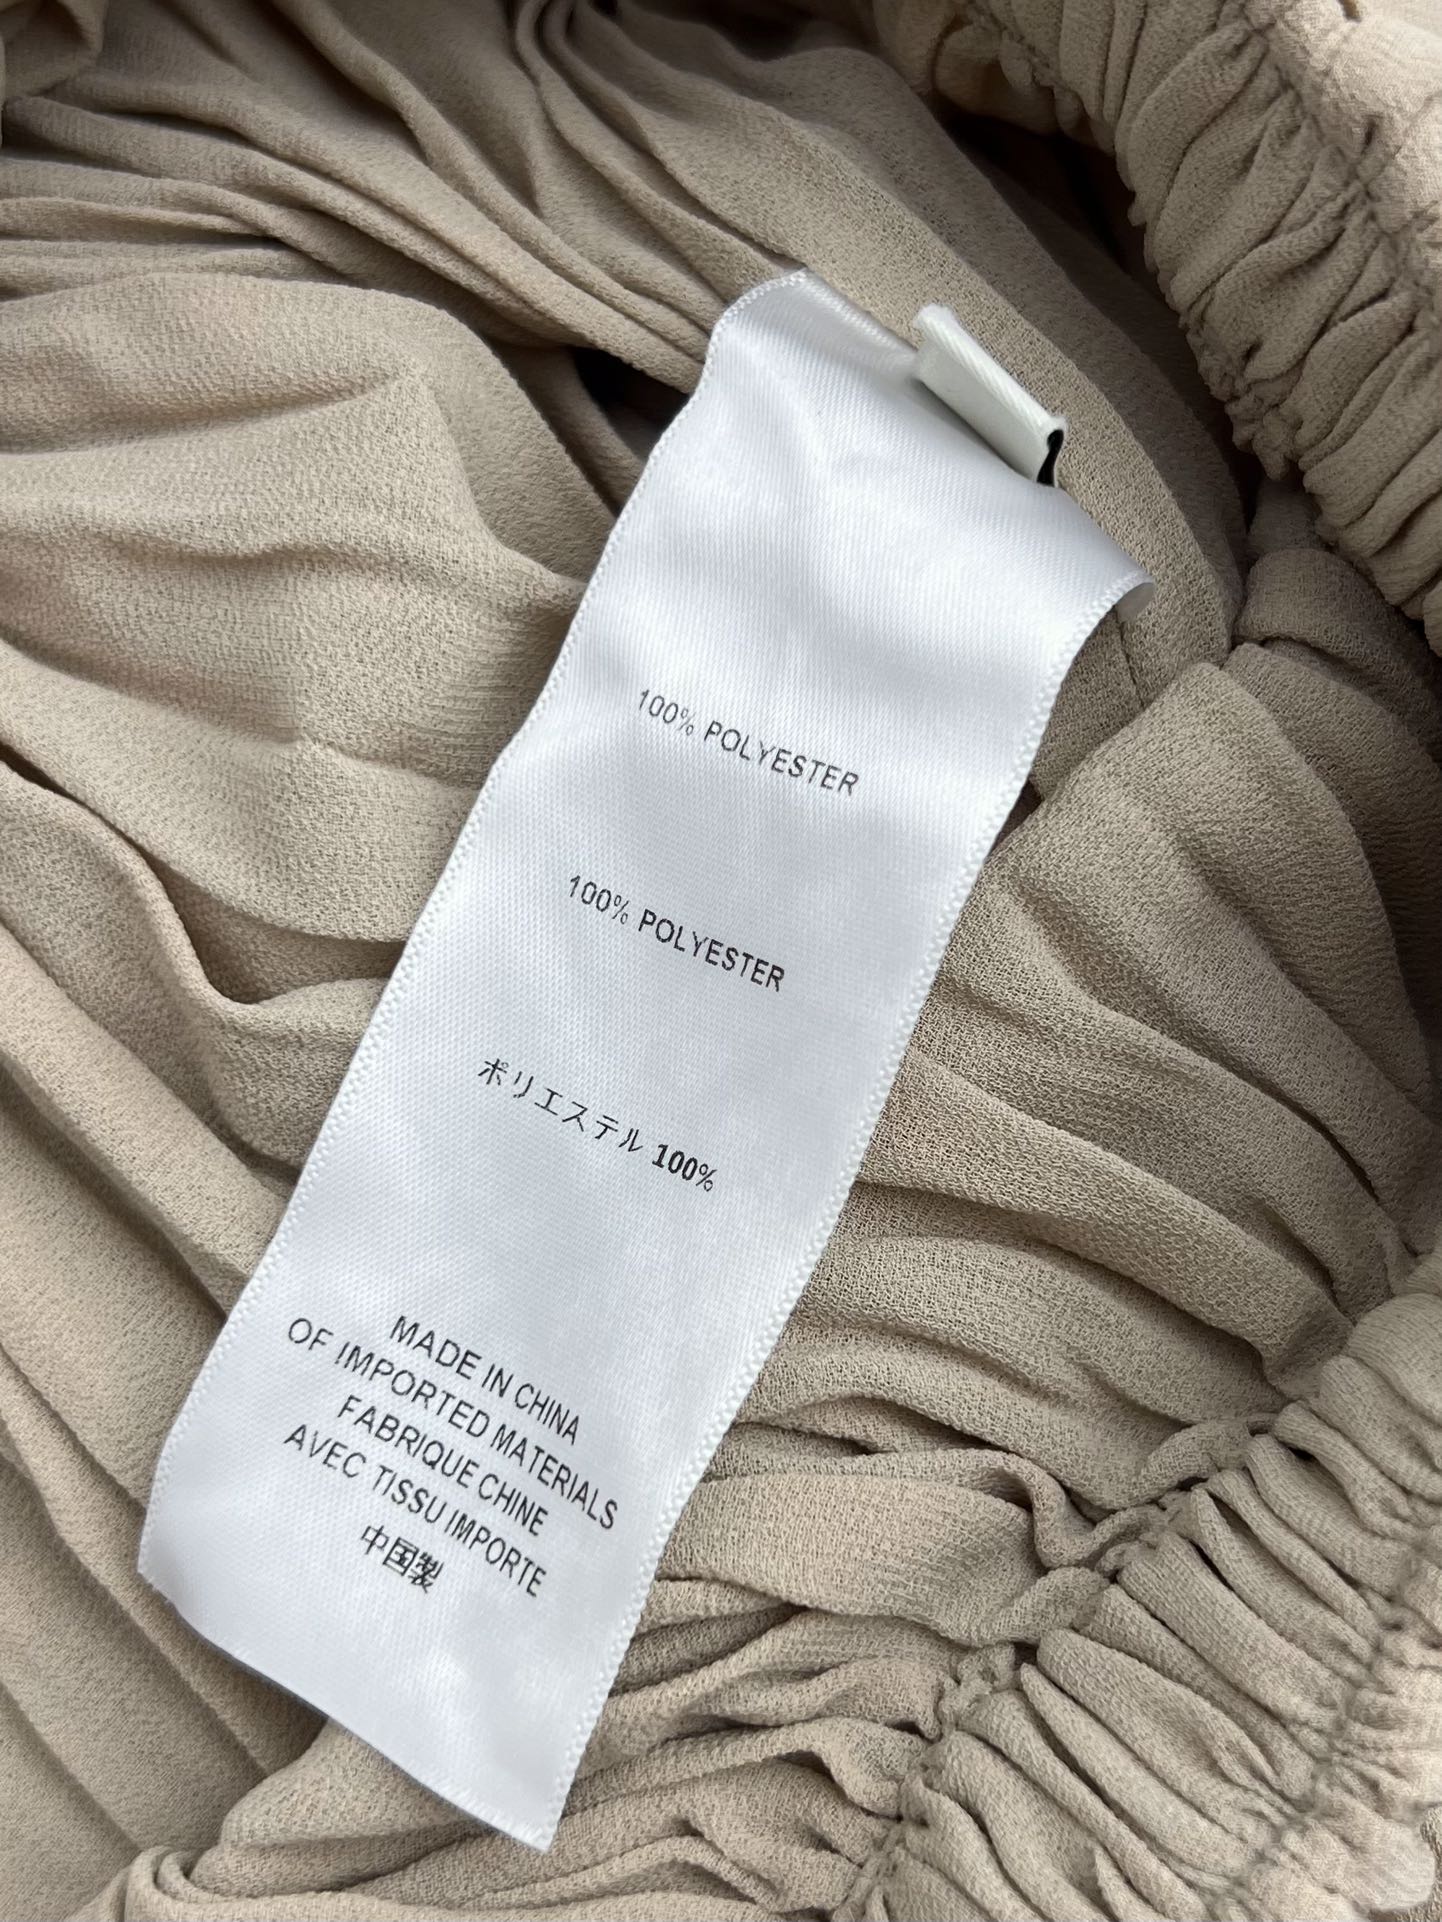 100% POLYESTER
100% POLYESTER
ポリエステル 100%
MADE IN CHINA
OF IMPORTED MATERIALS
FABRIQUE CHINE
AVEC TISSU IMPORTE
中国製